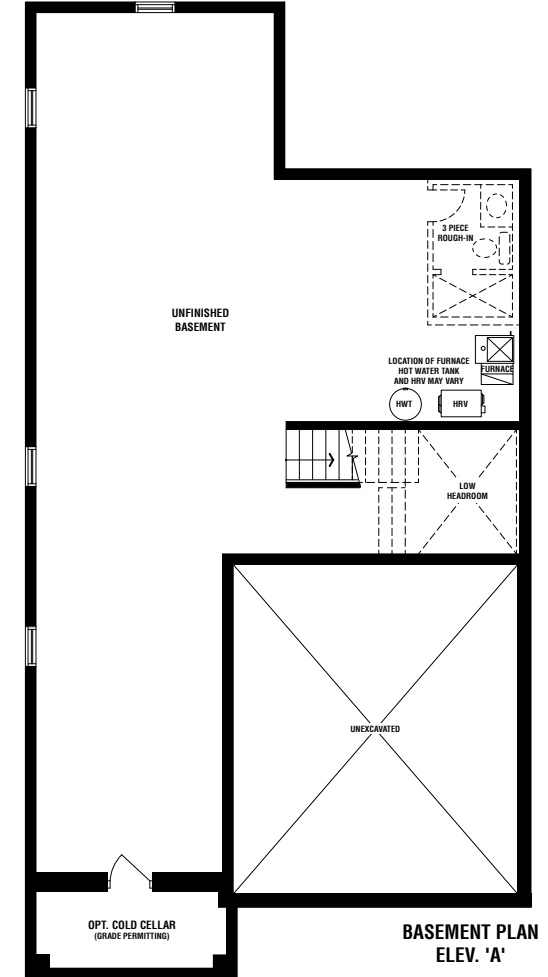 3 PIECE
ROUGH-IN
UNFINISHED
BASEMENT
LOCATION OF FURNACE
HOT WATER TANK
AND HRV MAY VARY
FURNACE
HWT
HRV
LOW
HEADROOM
UNEXCAVATED
OPT. COLD CELLAR
(GRADE PERMITTING)
BASEMENT PLAN
ELEV. 'A'